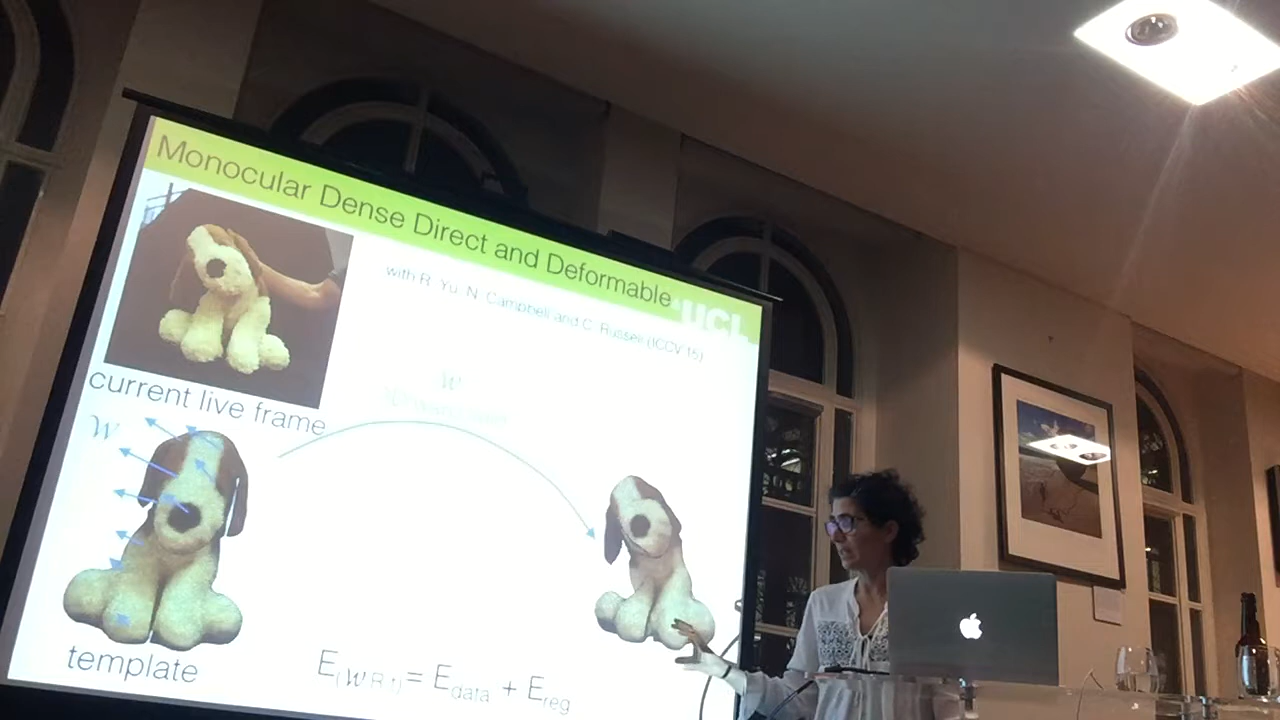 Monocular Dense Direct and Deformable
UCL
with R. Yu, N. Campbell and C. Russell (ICCV 15)
current live frame
W
W
template
E(W R,t) = Edata + Ereg